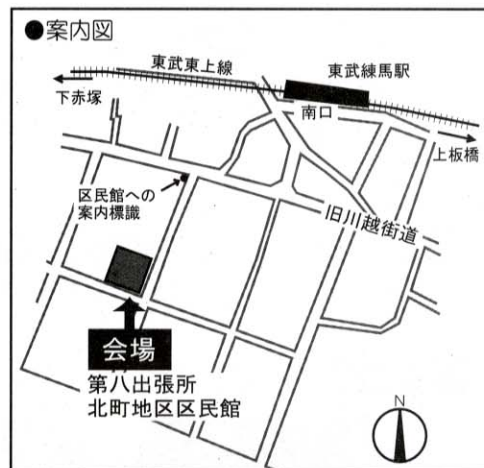 ●案内図
東武東上線
東武練馬駅
下赤塚
南口
上板橋
区民館への
案内標識
旧川越街道
会場
第八出張所
北町地区区民館
N